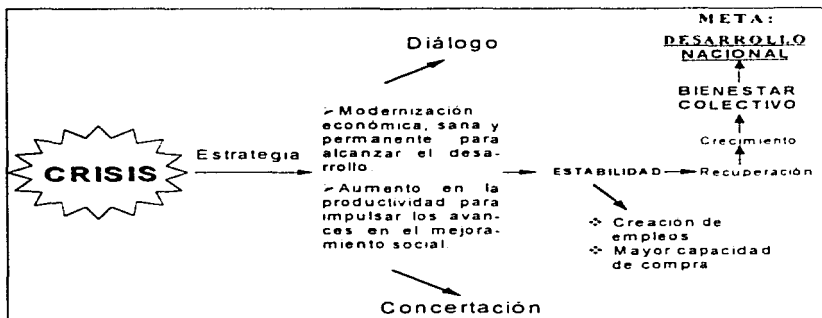 META:
DESARROLLO
NACIONAL
Diálogo
BIENESTAR
COLECTIVO
➢Modernización
económica, sana y
permanente para
alcanzar el desa-
rrollo.
Crecimiento
Estrategia
CRISIS
ESTABILIDAD
Recuperación
➢Aumento en la
productividad para
impulsar los avan-
ces en el mejora-
miento social.
❖ Creación de
empleos
❖ Mayor capacidad
de compra
Concertación